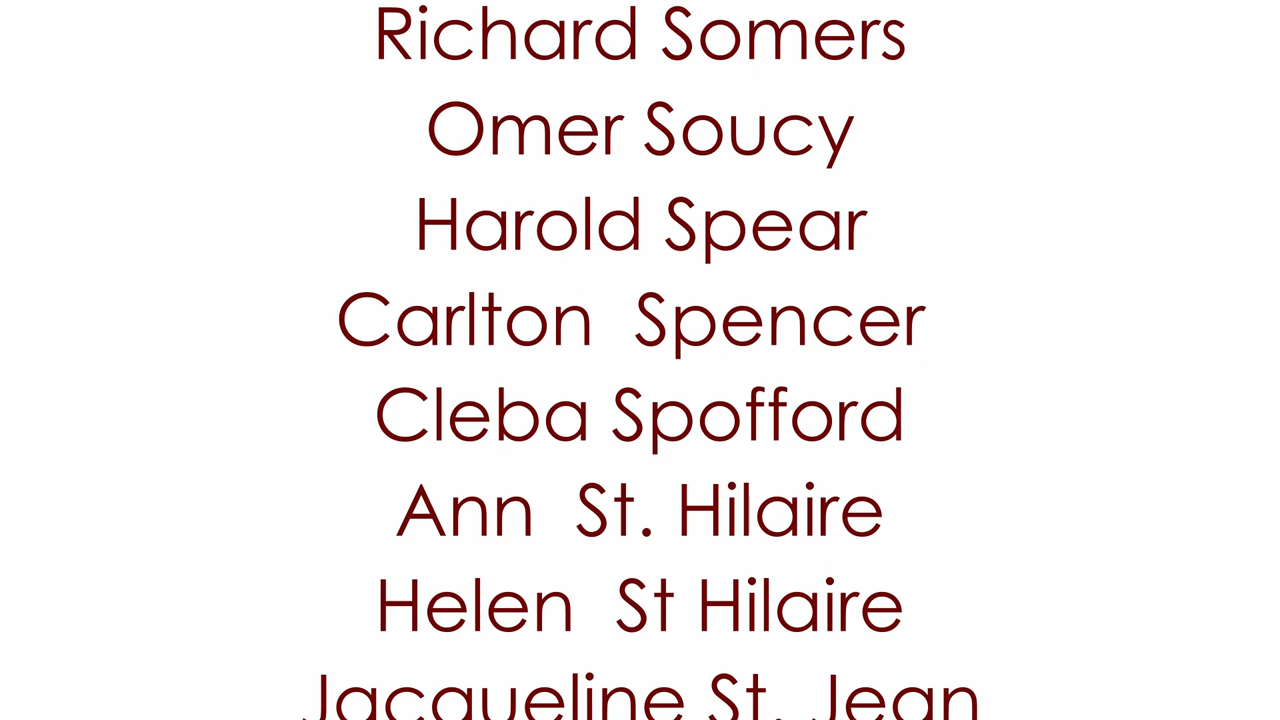 Richard Somers
Omer Soucy
Harold Spear
Carlton  Spencer
Cleba Spofford
Ann  St. Hilaire
Helen  St Hilaire
Jacqueline St. Jean